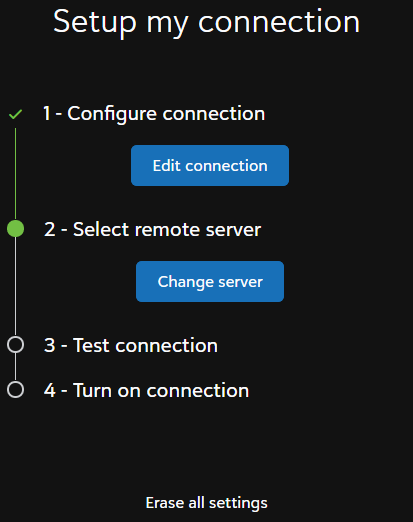 Setup my connection
1 - Configure connection
Edit connection
2 - Select remote server
Change server
3 - Test connection
4 - Turn on connection
Erase all settings